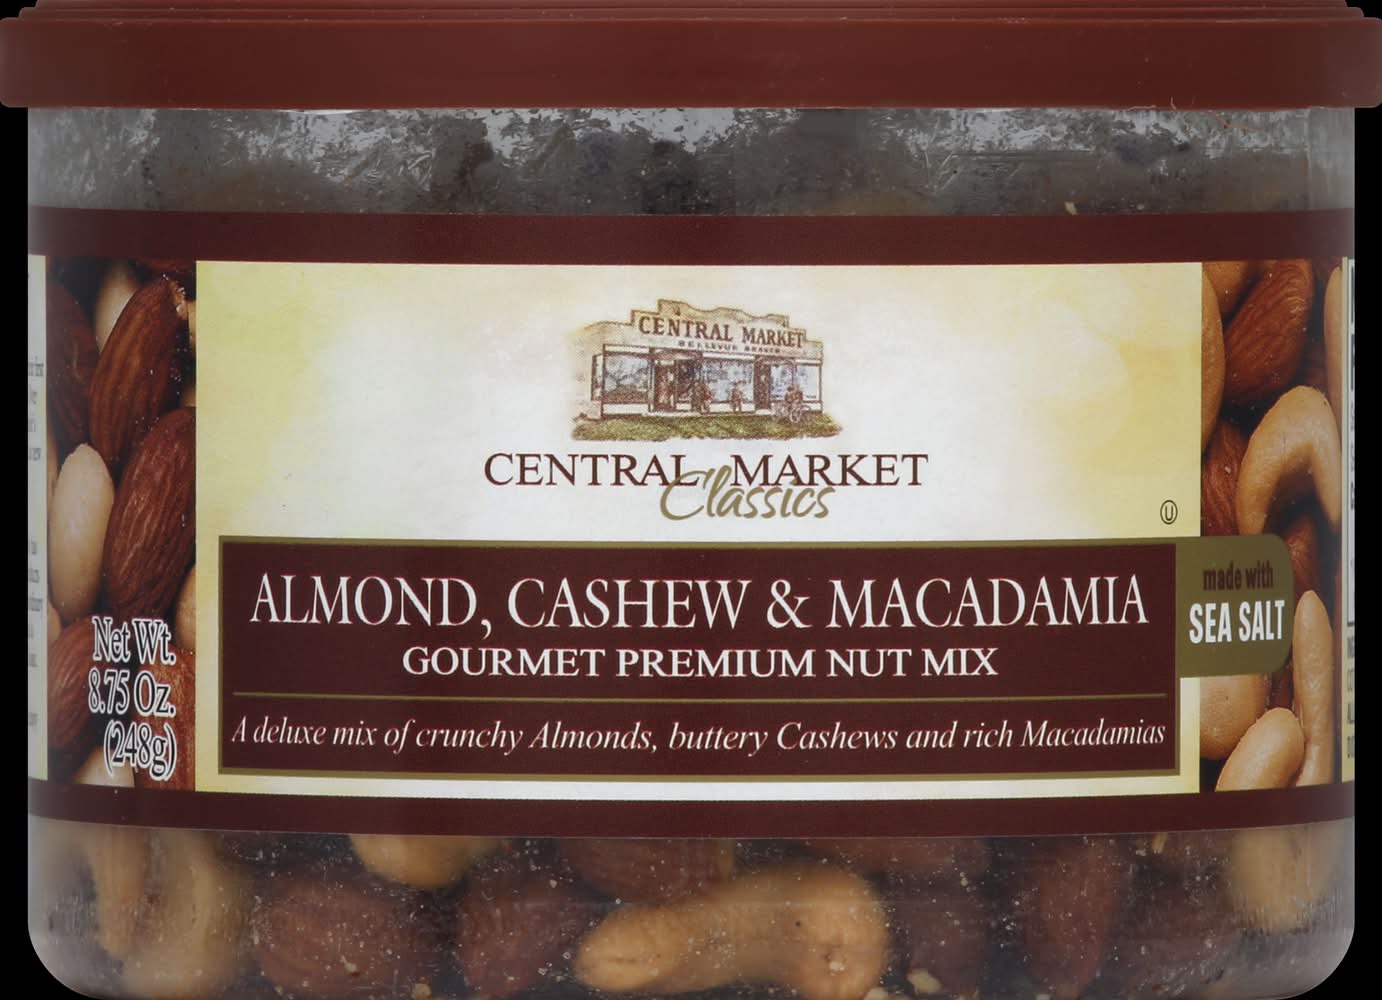 CENTRAL MARKET
BELLEVUE
CENTRAL MARKET
Classics
U
ALMOND, CASHEW & MACADAMIA
GOURMET PREMIUM NUT MIX
A deluxe mix of crunchy Almonds, buttery Cashews and rich Macadamias
made with
SEA SALT
Net Wt.
8.75 Oz.
(248g)